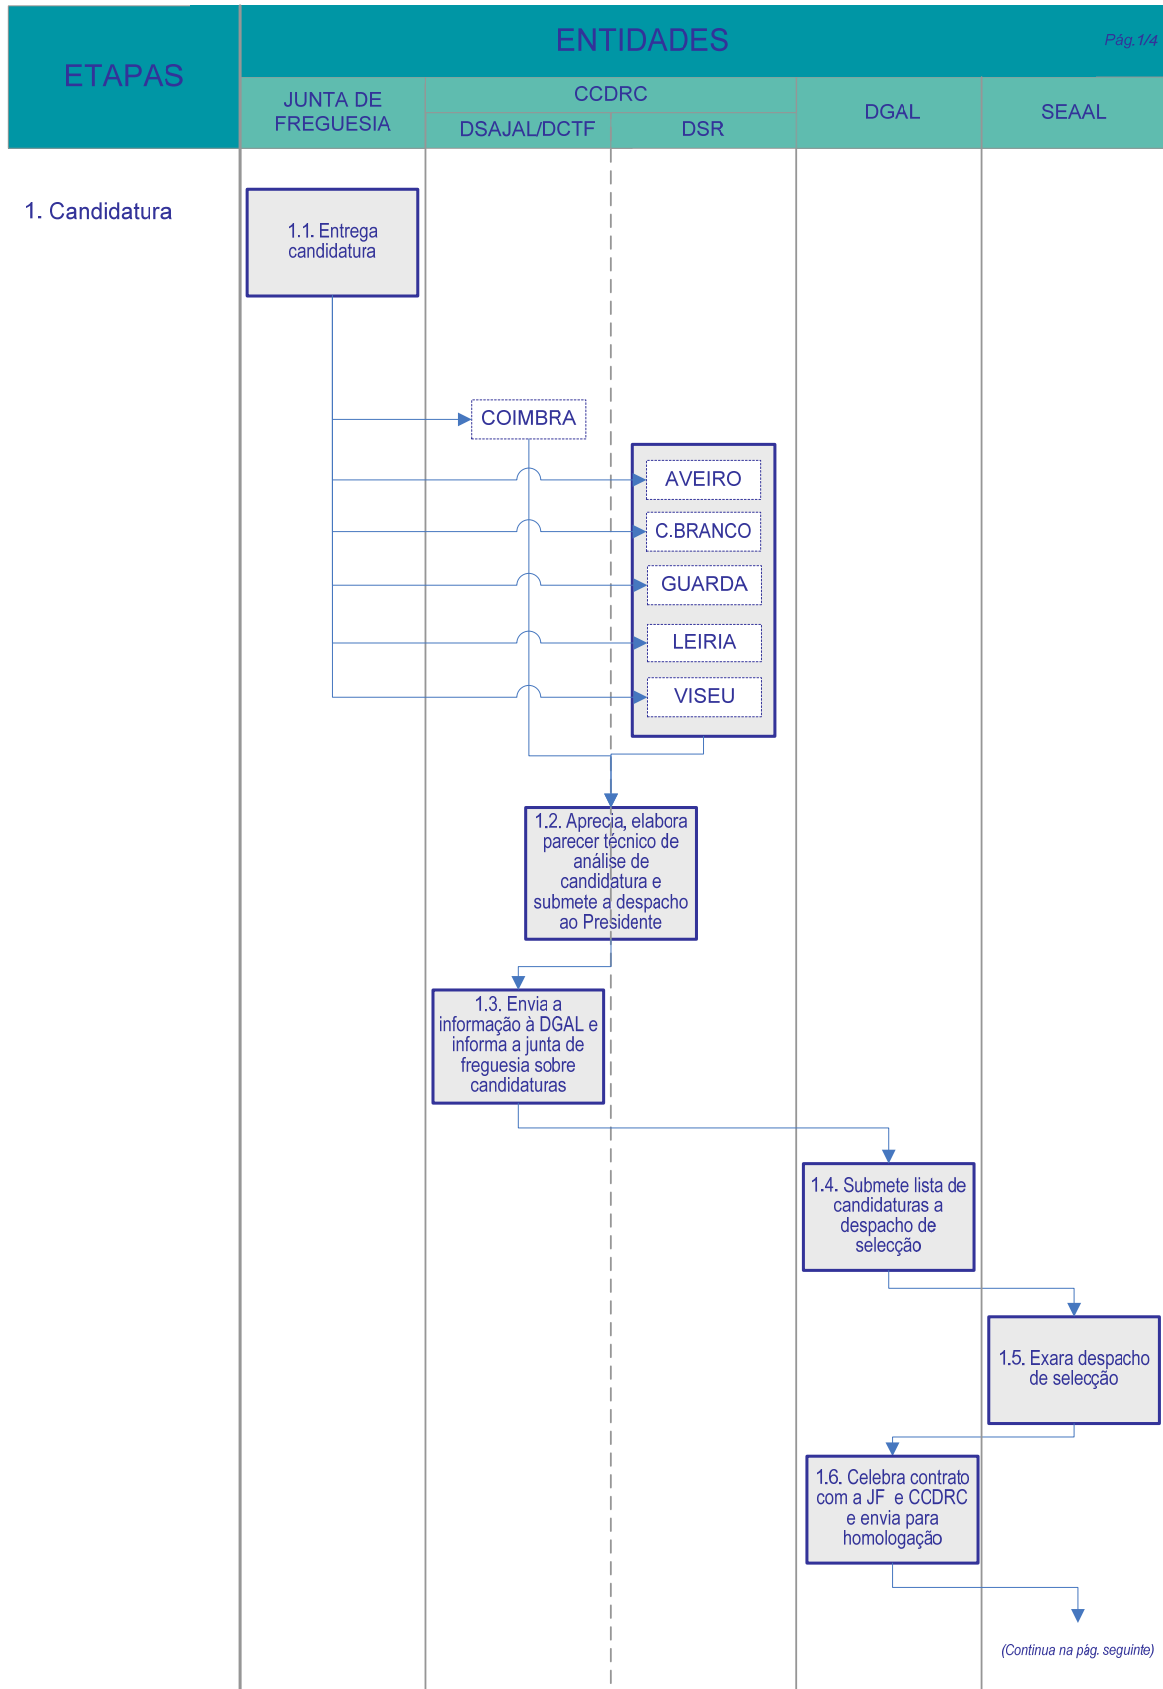 ETAPAS
ENTIDADES
Pág.1/4
JUNTA DE
FREGUESIA
CCDRC
DSAJAL/DCTF
DSR
DGAL
SEAAL
1. Candidatura
1.1. Entrega
candidatura
COIMBRA
AVEIRO
C.BRANCO
GUARDA
LEIRIA
VISEU
1.2. Aprecia, elabora
parecer técnico de
análise de
candidatura e
submete a despacho
ao Presidente
1.3. Envia a
informação à DGAL e
informa a junta de
freguesia sobre
candidaturas
1.4. Submete lista de
candidaturas a
despacho de
selecção
1.5. Exara despacho
de selecção
1.6. Celebra contrato
com a JF e CCDRC
e envia para
homologação
(Continua na pág. seguinte)